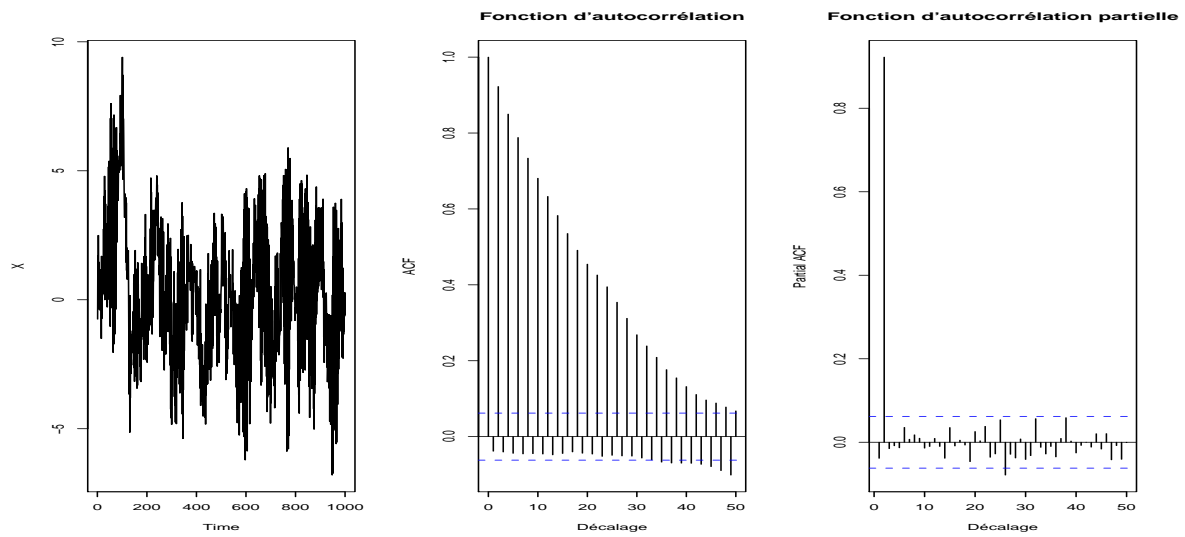 10
5
0
-5
X
0 200 400 600 800 1000
Time
Fonction d'autocorrélation
1.0
0.8
0.6
0.4
0.2
0.0
ACF
0 10 20 30 40 50
Décalage
Fonction d'autocorrélation partielle
0.8
0.6
0.4
0.2
0.0
Partial ACF
0 10 20 30 40 50
Décalage